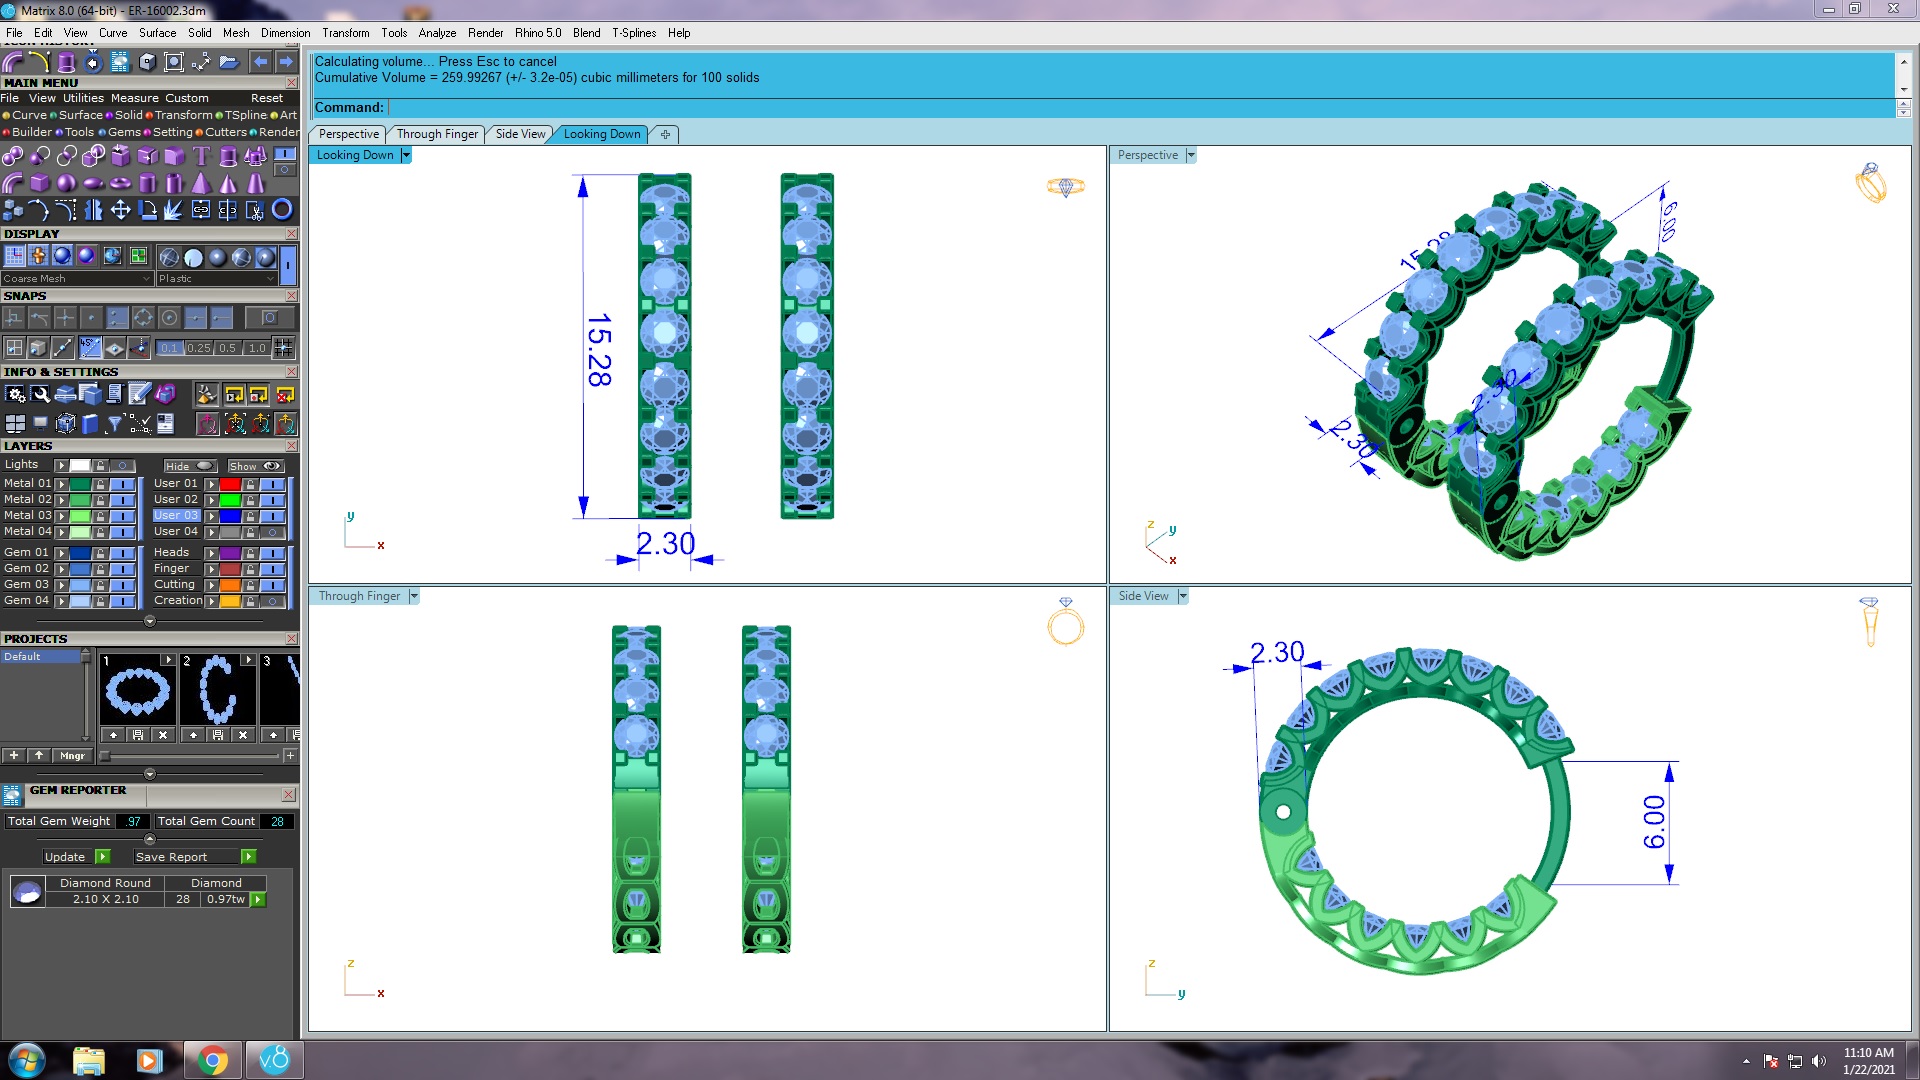 Matrix 8.0 (64-bit) - ER-16002.3dm
File Edit View Curve Surface Solid Mesh Dimension Transform Tools Analyze Render Rhino 5.0 Blend T-Splines Help
MAIN MENU
File View Utilities Measure Custom Reset
Curve Surface Solid Transform TSpline Art
Builder Tools Gems Setting Cutters Render
DISPLAY
Coarse Mesh Plastic
SNAPS
45°
0.1 0.25 0.5 1.0
INFO & SETTINGS
LAYERS
Lights Hide Show
Metal 01 User 01
Metal 02 User 02
Metal 03 User 03
Metal 04 User 04
Gem 01 Heads
Gem 02 Finger
Gem 03 Cutting
Gem 04 Creation
PROJECTS
Default 1 2 3
Mngr
GEM REPORTER
Total Gem Weight .97 Total Gem Count 28
Update Save Report
Diamond Round Diamond
2.10 X 2.10 28 0.97tw
Calculating volume... Press Esc to cancel
Cumulative Volume = 259.99267 (+/- 3.2e-05) cubic millimeters for 100 solids
Command:
Perspective Through Finger Side View Looking Down
Looking Down
15.28
2.30
y
x
Perspective
15.28
6.00
2.30
2.30
z
y
x
Through Finger
z
x
Side View
2.30
6.00
z
y
v.8
11:10 AM
1/22/2021